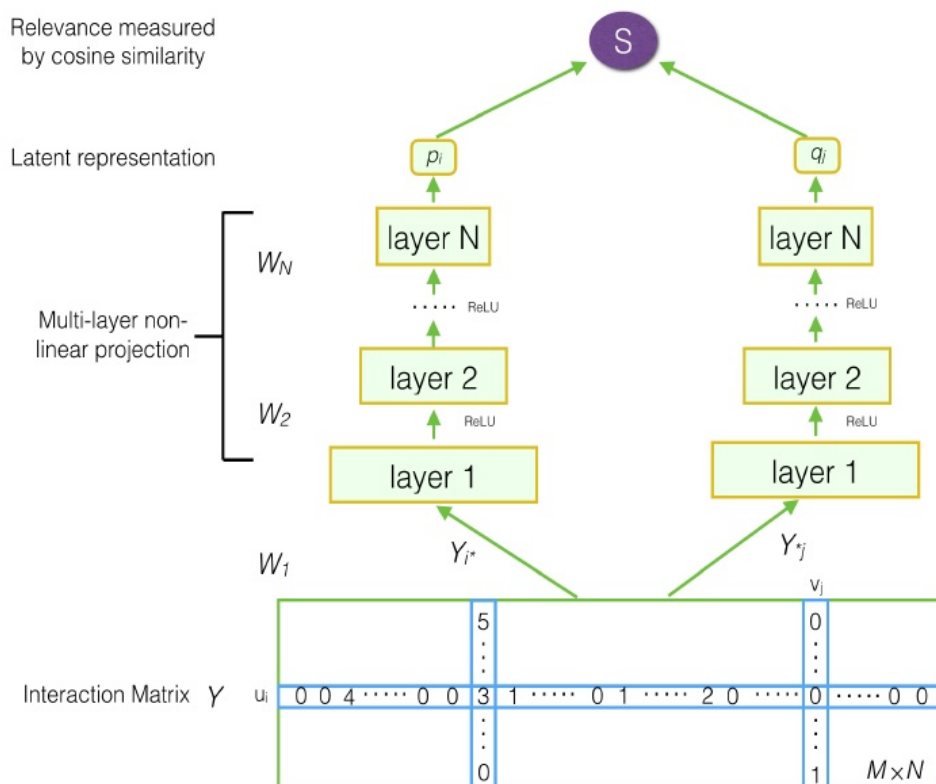 Relevance measured
by cosine similarity
S
Latent representation
pᵢ
qⱼ
layer N
layer N
W_N
ReLU
ReLU
Multi-layer non-
linear projection
layer 2
layer 2
W₂
ReLU
ReLU
layer 1
layer 1
Yᵢ*
Y*ⱼ
W₁
vⱼ
5
0
Interaction Matrix Y uᵢ 0 0 4 ····· 0 0 3 1 ····· 0 1 ····· 2 0 ····· 0 ····· 0 0
0
1
M×N